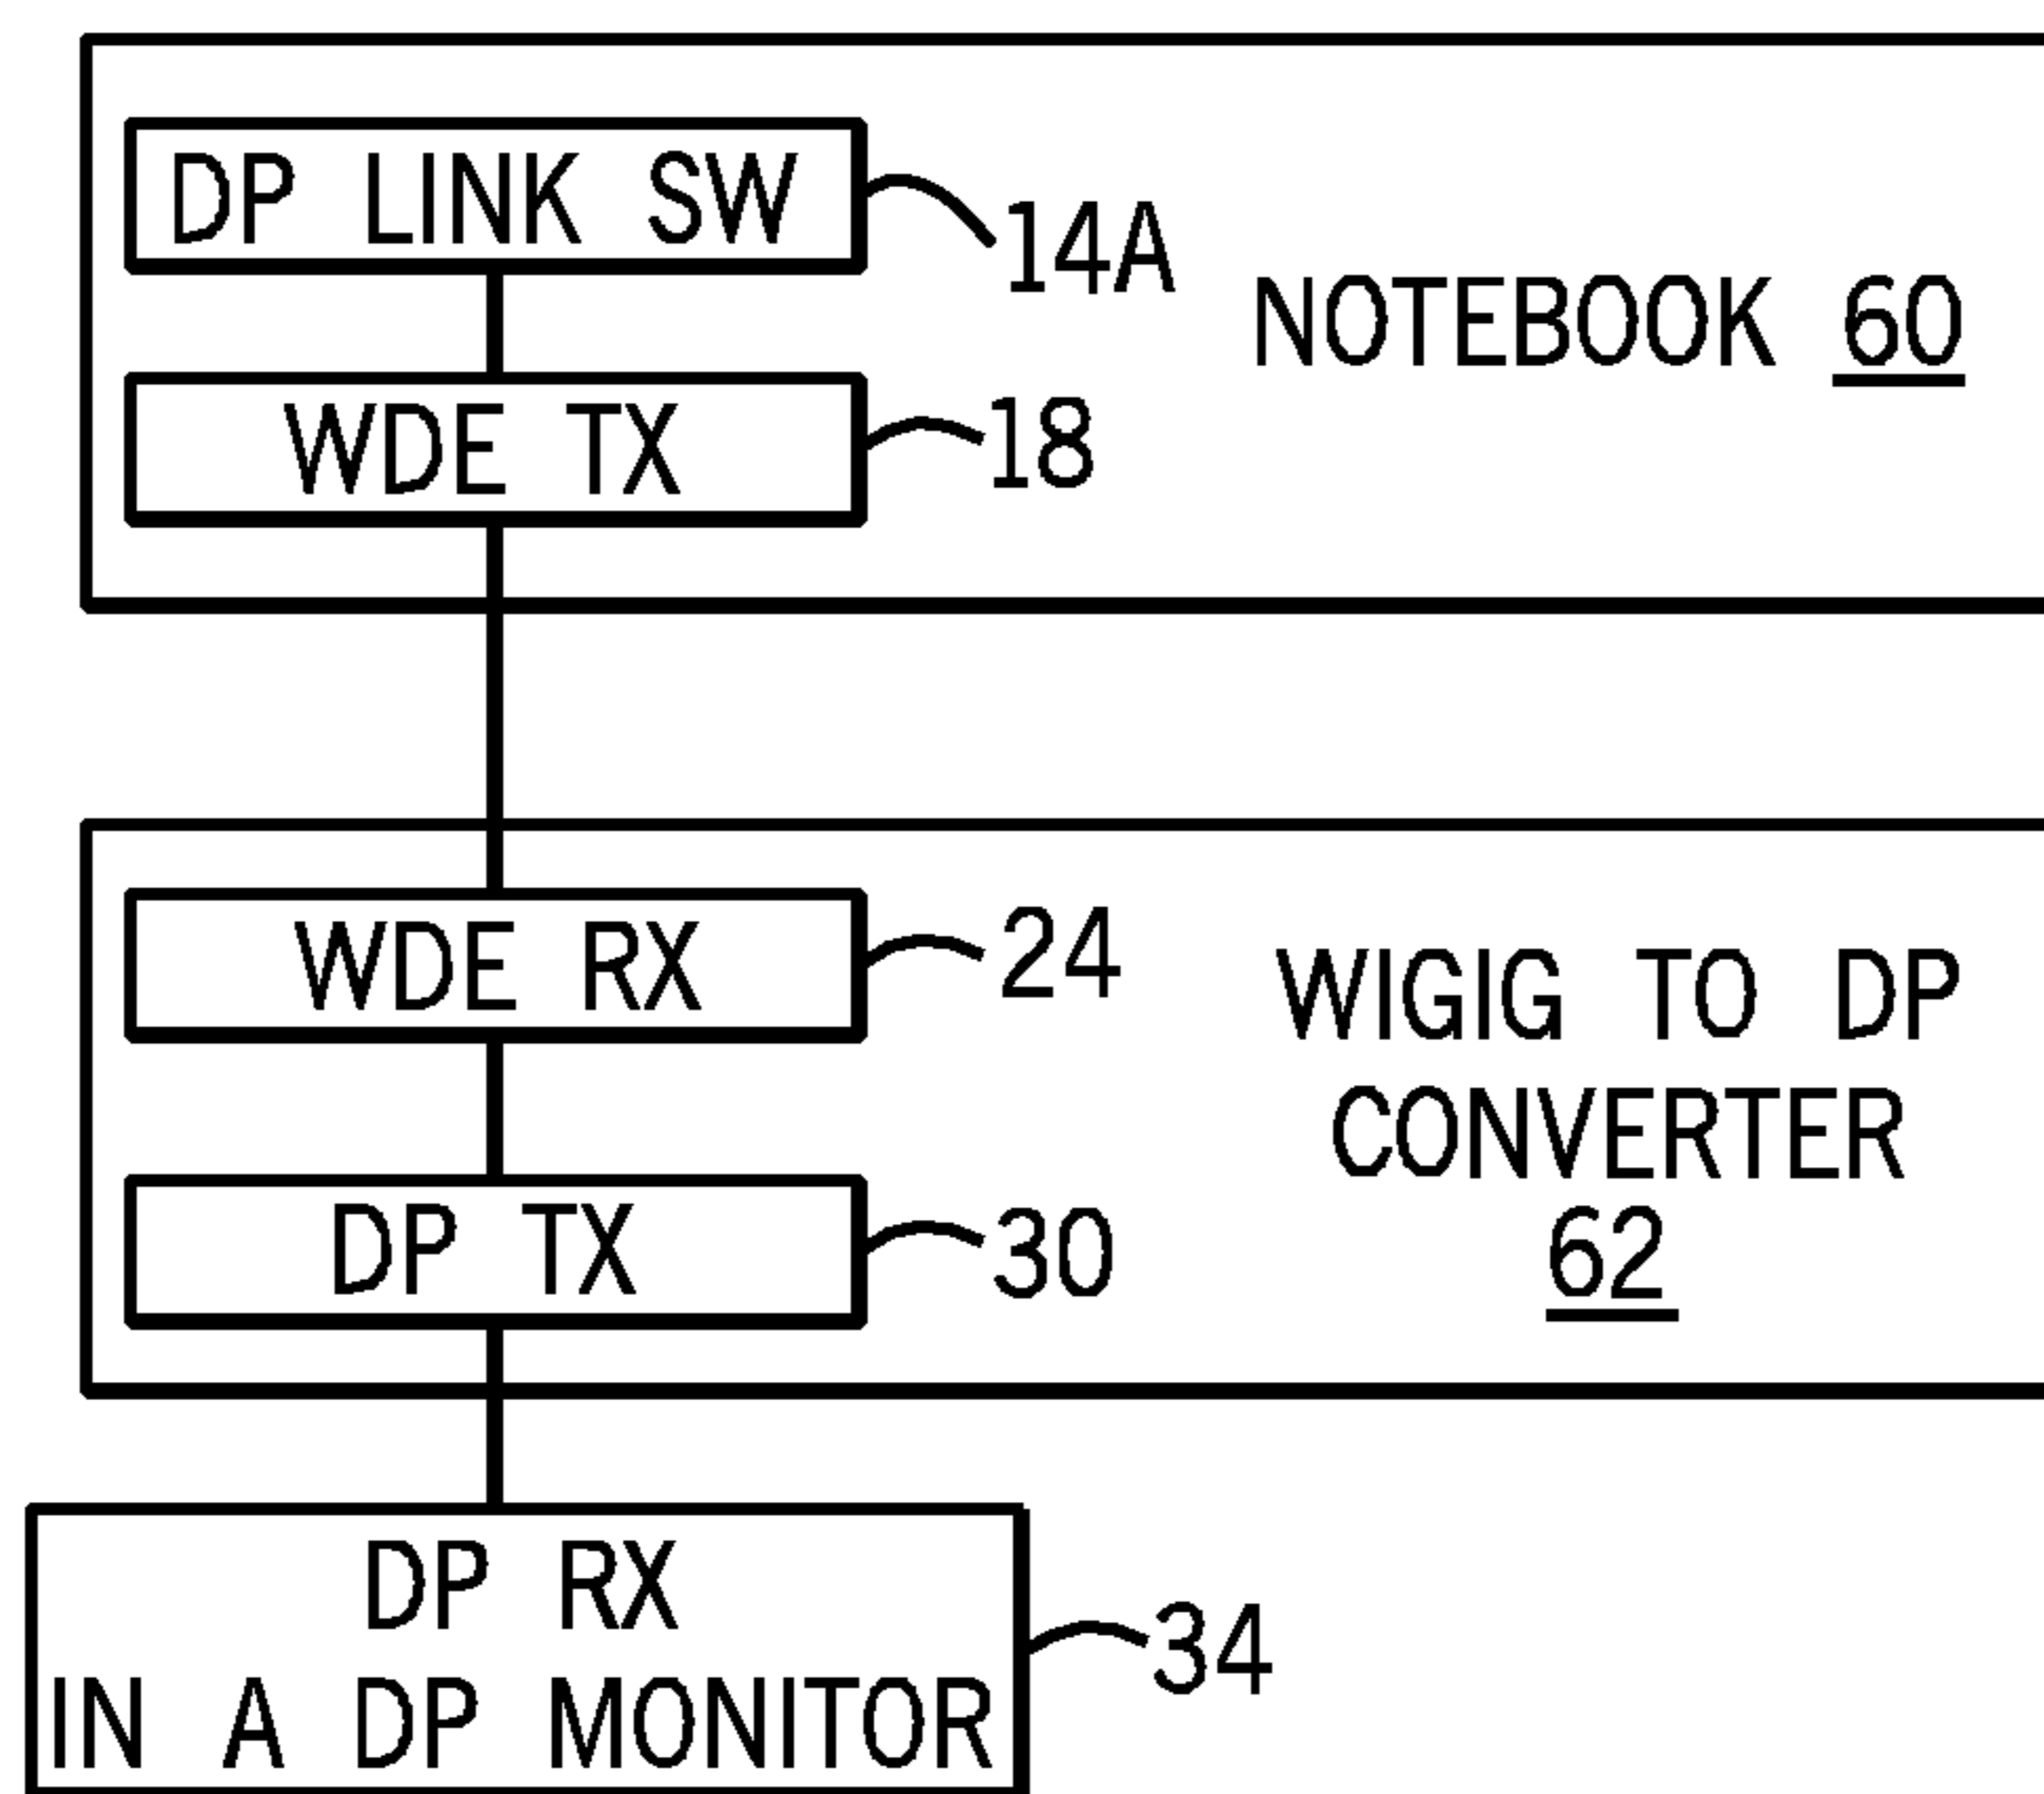 DP LINK SW
14A
NOTEBOOK 60
WDE TX
18
WDE RX
24
WIGIG TO DP
CONVERTER
62
DP TX
30
DP RX
IN A DP MONITOR
34